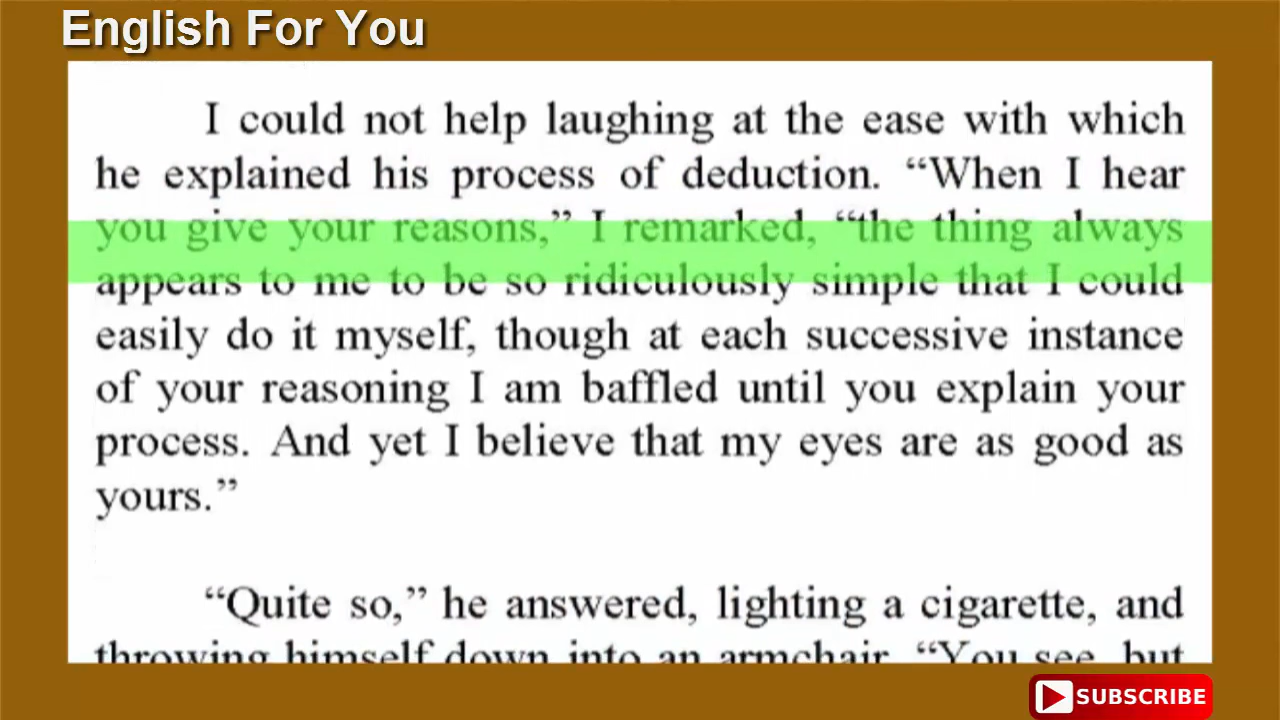 English For You
I could not help laughing at the ease with which
he explained his process of deduction. “When I hear
you give your reasons,” I remarked, “the thing always
appears to me to be so ridiculously simple that I could
easily do it myself, though at each successive instance
of your reasoning I am baffled until you explain your
process. And yet I believe that my eyes are as good as
yours.”
“Quite so,” he answered, lighting a cigarette, and
throwing himself down into an armchair. “You see, but
SUBSCRIBE